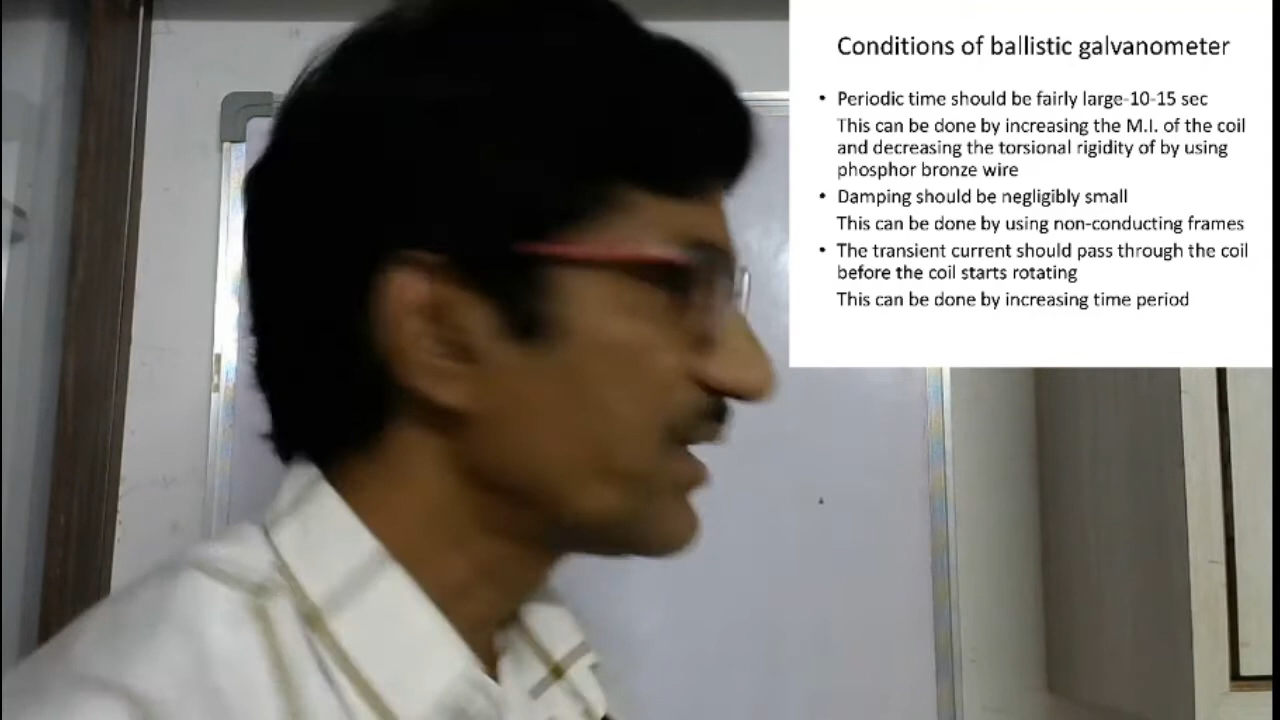 Conditions of ballistic galvanometer
• Periodic time should be fairly large-10-15 sec
This can be done by increasing the M.I. of the coil
and decreasing the torsional rigidity of by using
phosphor bronze wire
• Damping should be negligibly small
This can be done by using non-conducting frames
• The transient current should pass through the coil
before the coil starts rotating
This can be done by increasing time period